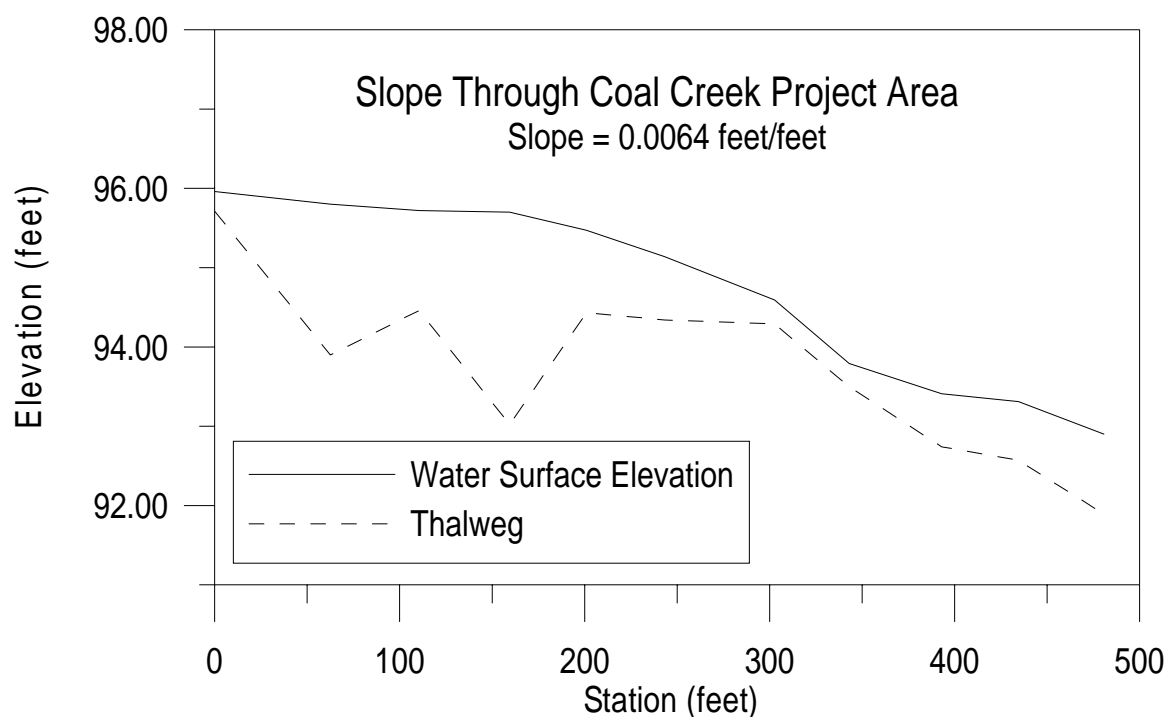 98.00
Slope Through Coal Creek Project Area
Slope = 0.0064 feet/feet
96.00
Elevation (feet)
94.00
Water Surface Elevation
92.00
Thalweg
0 100 200 300 400 500
Station (feet)